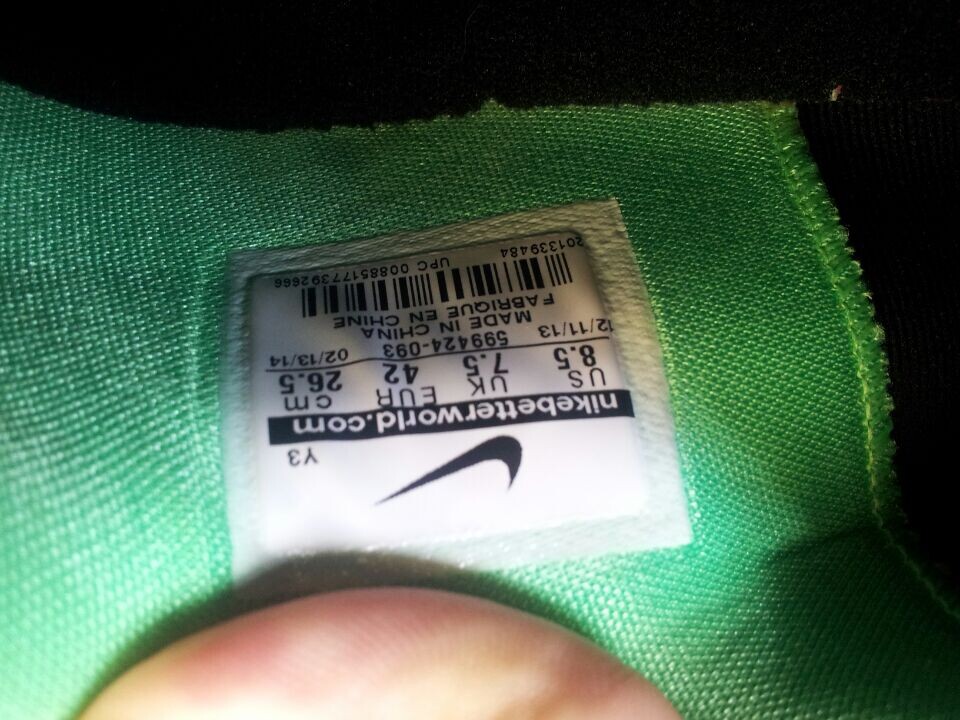 Y3
nikebetterworld.com
US UK EUR cm
8.5 7.5 42 26.5
12/11/13 02/13/14
599424-093
MADE IN CHINA
FABRIQUE EN CHINE
UPC 00885177392666
201339484